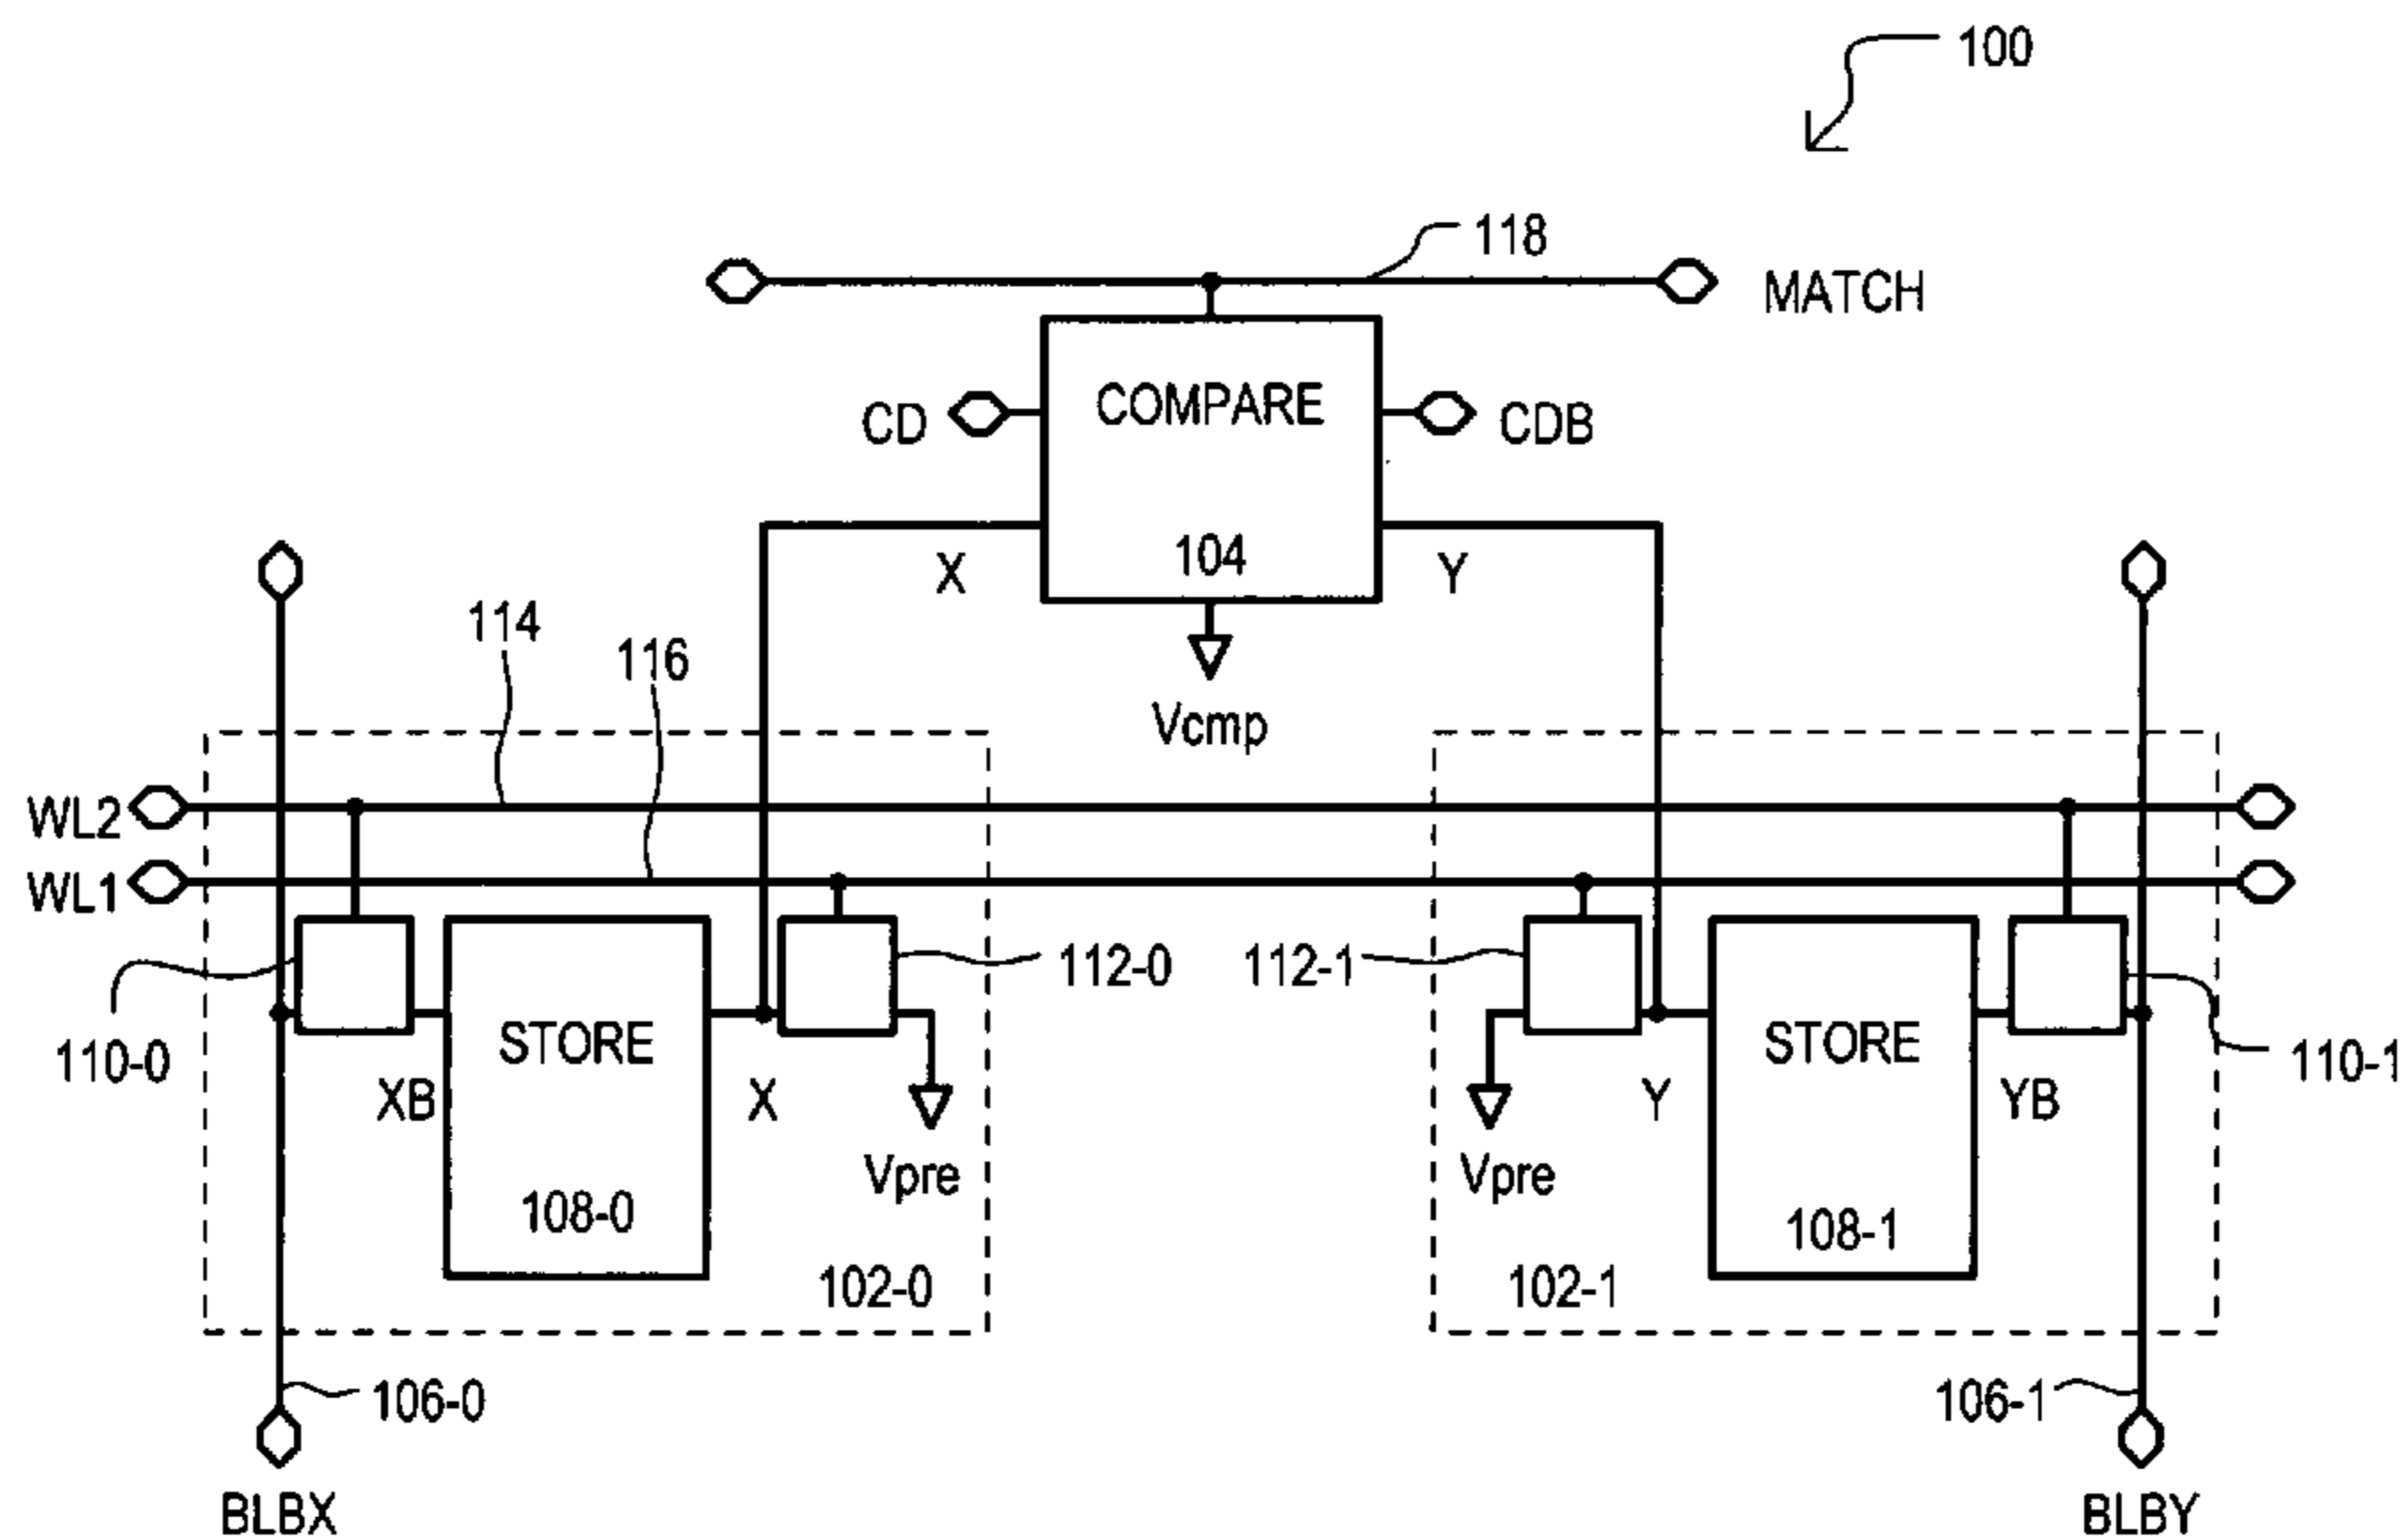 100
118
MATCH
COMPARE
CD
CDB
104
X
Y
114
116
Vcmp
WL2
WL1
112-0
112-1
STORE
STORE
110-0
110-1
XB
X
Y
YB
Vpre
Vpre
108-0
108-1
102-0
102-1
106-0
106-1
BLBX
BLBY